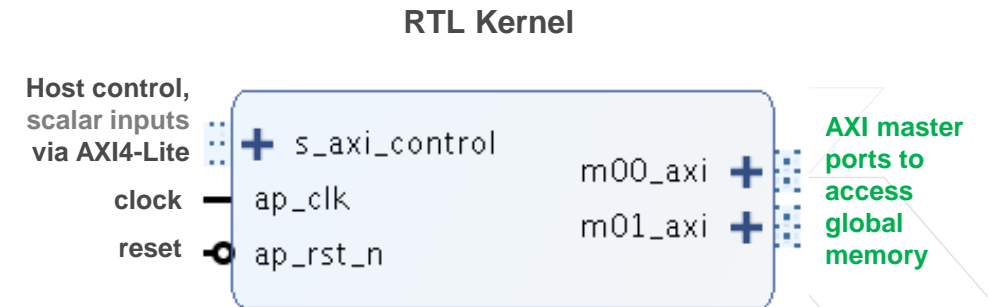 RTL Kernel
Host control,
scalar inputs
via AXI4-Lite
clock
reset
s_axi_control
ap_clk
ap_rst_n
m00_axi
m01_axi
AXI master
ports to
access
global
memory